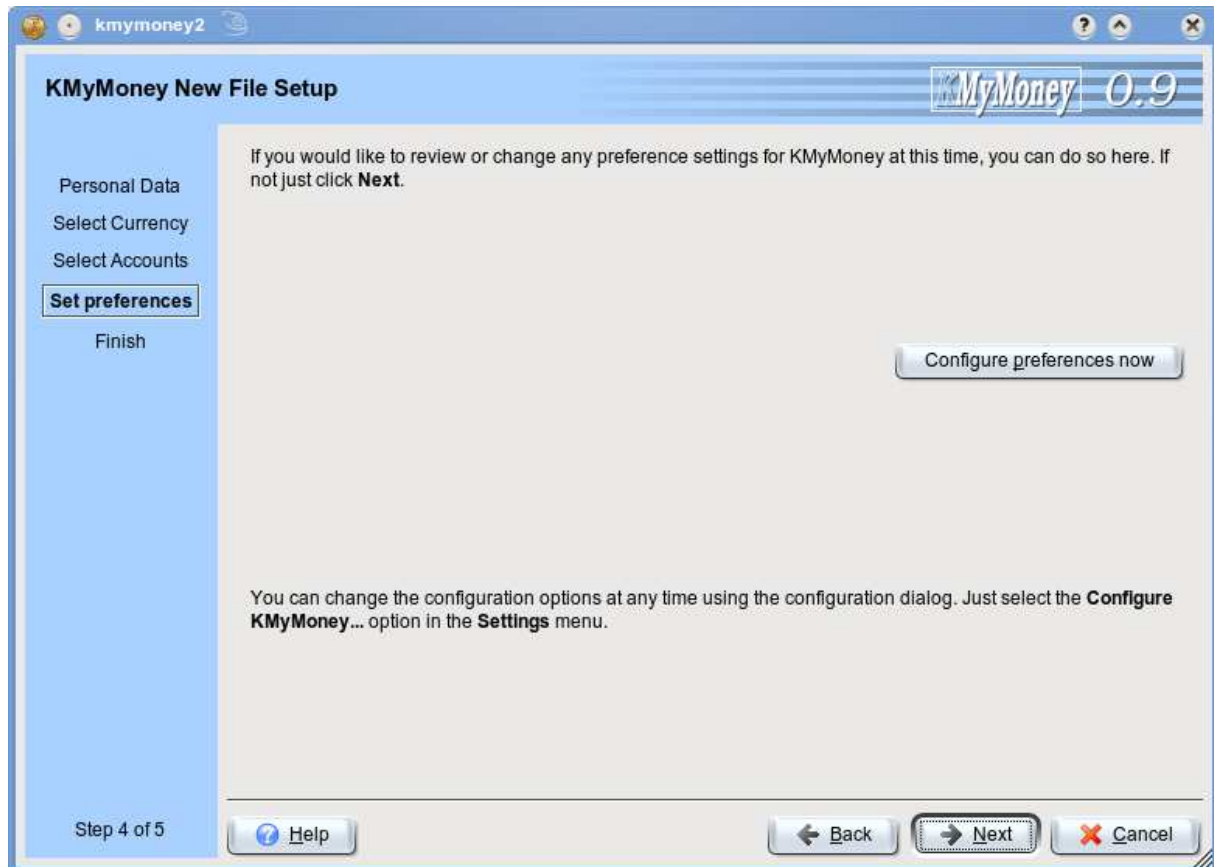 kmymoney2
KMyMoney New File Setup
KMyMoney 0.9
Personal Data
Select Currency
Select Accounts
Set preferences
Finish
If you would like to review or change any preference settings for KMyMoney at this time, you can do so here. If
not just click Next.
Configure preferences now
You can change the configuration options at any time using the configuration dialog. Just select the Configure
KMyMoney... option in the Settings menu.
Step 4 of 5
Help
Back
Next
Cancel